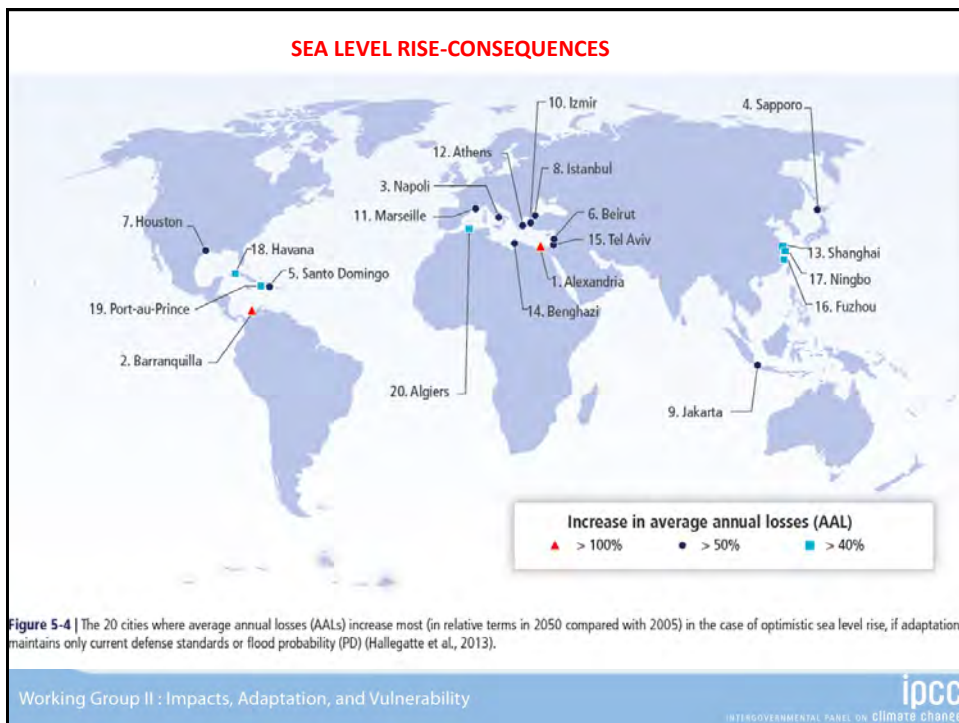 SEA LEVEL RISE-CONSEQUENCES
10. Izmir
4. Sapporo
12. Athens
8. Istanbul
3. Napoli
7. Houston
11. Marseille
6. Beirut
18. Havana
15. Tel Aviv
13. Shanghai
5. Santo Domingo
1. Alexandria
17. Ningbo
19. Port-au-Prince
14. Benghazi
16. Fuzhou
2. Barranquilla
20. Algiers
9. Jakarta
Increase in average annual losses (AAL)
> 100% > 50% > 40%
Figure 5-4 | The 20 cities where average annual losses (AALs) increase most (in relative terms in 2050 compared with 2005) in the case of optimistic sea level rise, if adaptation
maintains only current defense standards or flood probability (PD) (Hallegatte et al., 2013).
Working Group II : Impacts, Adaptation, and Vulnerability
ipcc
INTERGOVERNMENTAL PANEL ON climate change